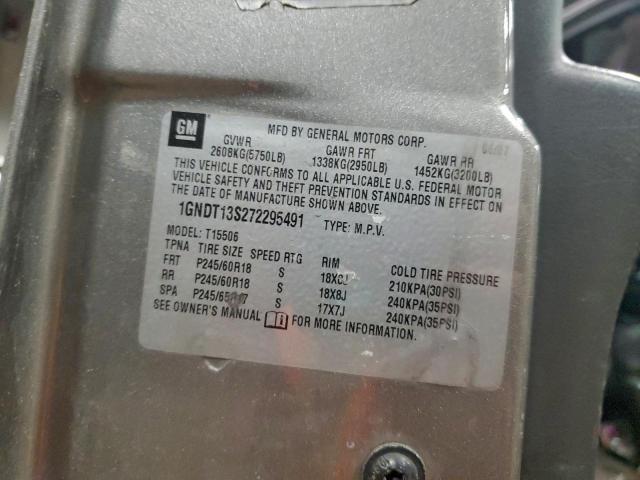 GM
MFD BY GENERAL MOTORS CORP.
GVWR GAWR FRT GAWR RR
2608KG(5750LB) 1338KG(2950LB) 1452KG(3200LB)
THIS VEHICLE CONFORMS TO ALL APPLICABLE U.S. FEDERAL MOTOR
VEHICLE SAFETY AND THEFT PREVENTION STANDARDS IN EFFECT ON
THE DATE OF MANUFACTURE SHOWN ABOVE.
1GNDT13S272295491 TYPE: M.P.V.
MODEL: T15506
TPNA TIRE SIZE SPEED RTG RIM COLD TIRE PRESSURE
FRT P245/60R18 S 210KPA(30PSI)
RR P245/60R18 S 18X8J 240KPA(35PSI)
SPA S 17X7J 240KPA(35PSI)
SEE OWNER'S MANUAL FOR MORE INFORMATION.